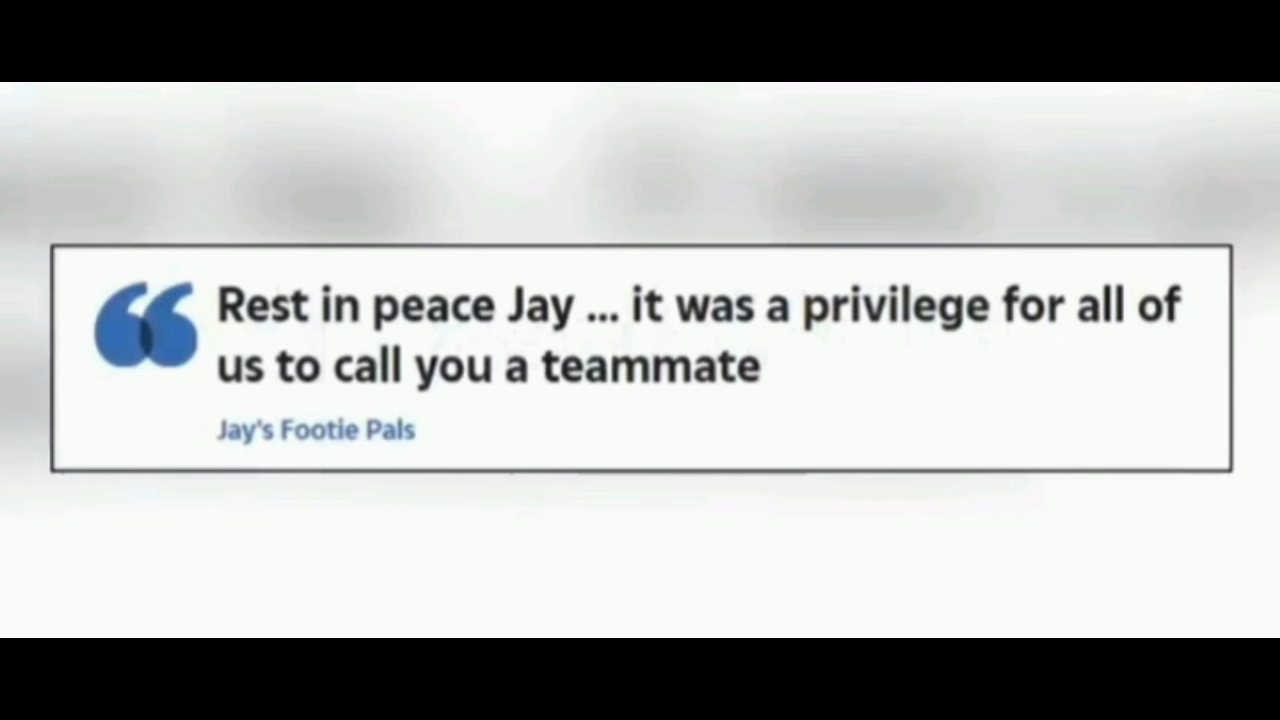 Rest in peace Jay ... it was a privilege for all of
us to call you a teammate
Jay's Footie Pals